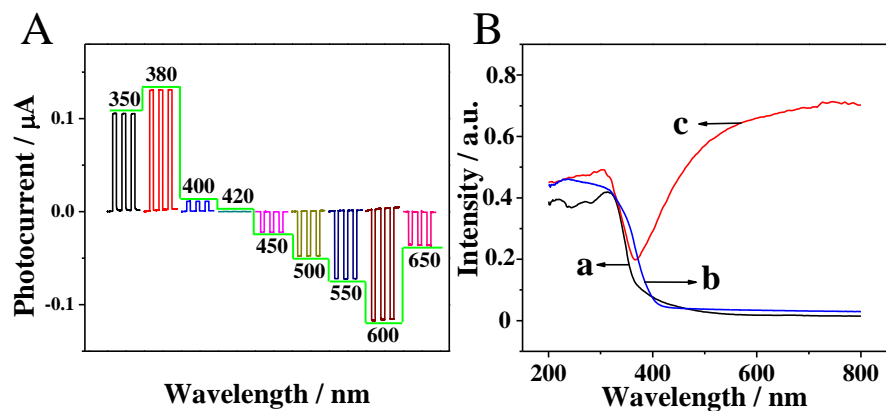 A
Photocurrent / μA
0.1
0.0
-0.1
350
380
400
420
450
500
550
600
650
Wavelength / nm
B
Intensity / a.u.
0.8
0.6
0.4
0.2
0
a
b
c
200
400
600
800
Wavelength / nm